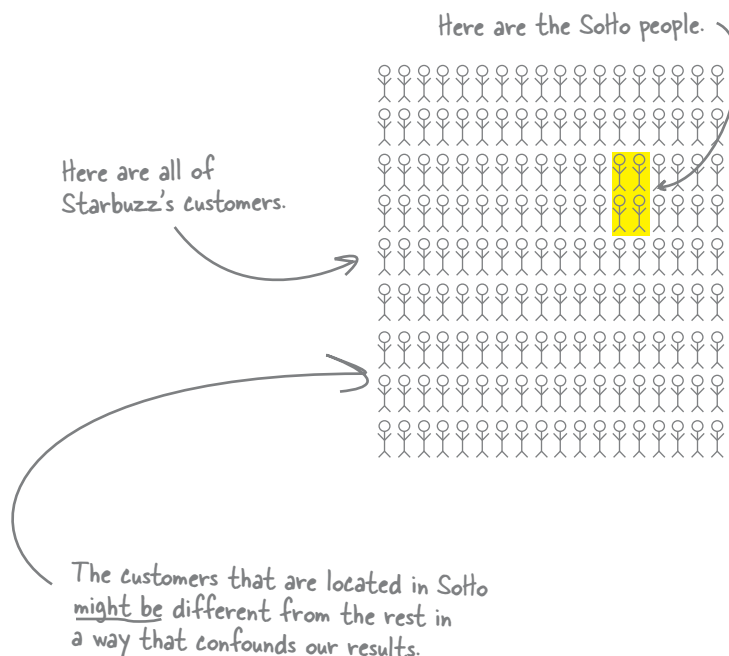 Here are the SoHo people.
Here are all of
Starbuzz's customers.
The customers that are located in SoHo
might be different from the rest in
a way that confounds our results.